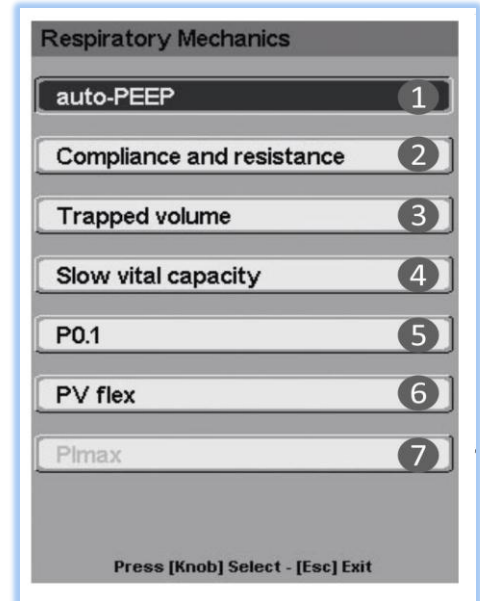 Respiratory Mechanics
auto-PEEP 1
Compliance and resistance 2
Trapped volume 3
Slow vital capacity 4
P0.1 5
PV flex 6
PImax 7
Press [Knob] Select - [Esc] Exit